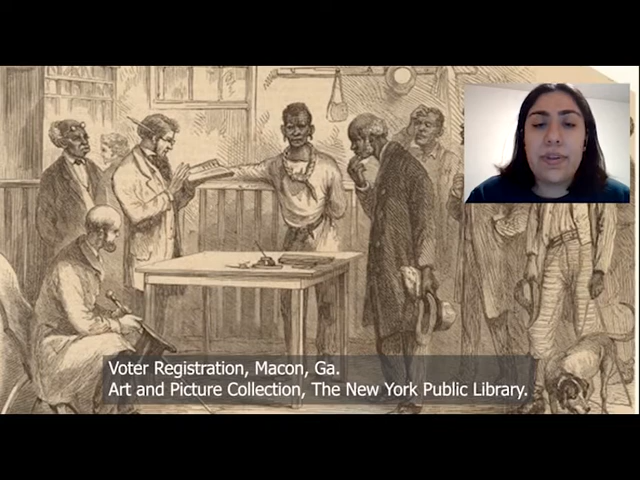 Voter Registration, Macon, Ga.
Art and Picture Collection, The New York Public Library.